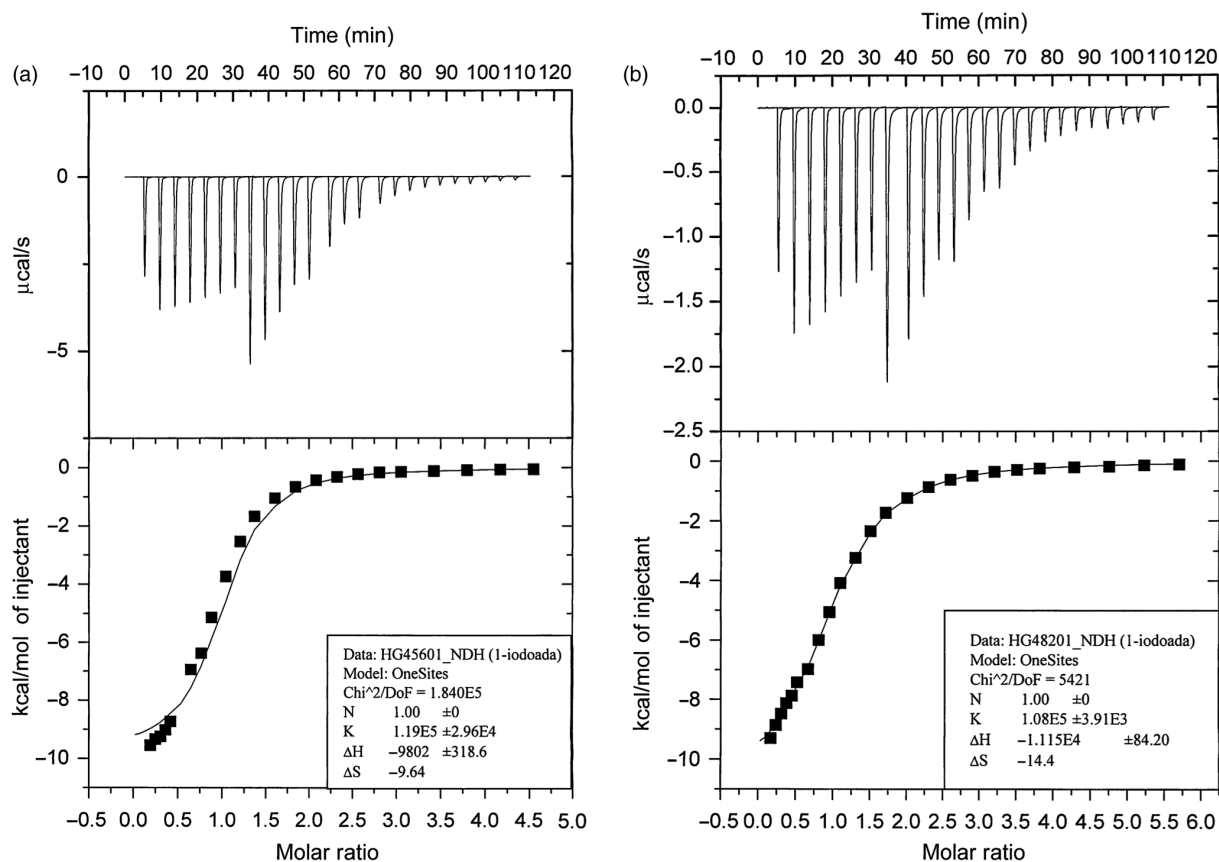 Time (min)
−10 0 10 20 30 40 50 60 70 80 90 100 110 120
(a)
0
−5
μcal/s
0
−2
−4
−6
−8
−10
kcal/mol of injectant
Data: HG45601_NDH (1-iodoada)
Model: OneSites
Chi^2/DoF = 1.840E5
N 1.00 ±0
K 1.19E5 ±2.96E4
ΔH −9802 ±318.6
ΔS −9.64
−0.5 0.0 0.5 1.0 1.5 2.0 2.5 3.0 3.5 4.0 4.5 5.0
Molar ratio
Time (min)
−10 0 10 20 30 40 50 60 70 80 90 100 110 120
(b)
0.0
−0.5
−1.0
−1.5
−2.0
−2.5
μcal/s
0
−2
−4
−6
−8
−10
kcal/mol of injectant
Data: HG48201_NDH (1-iodoada)
Model: OneSites
Chi^2/DoF = 5421
N 1.00 ±0
K 1.08E5 ±3.91E3
ΔH −1.115E4 ±84.20
ΔS −14.4
−0.5 0.0 0.5 1.0 1.5 2.0 2.5 3.0 3.5 4.0 4.5 5.0 5.5 6.0
Molar ratio